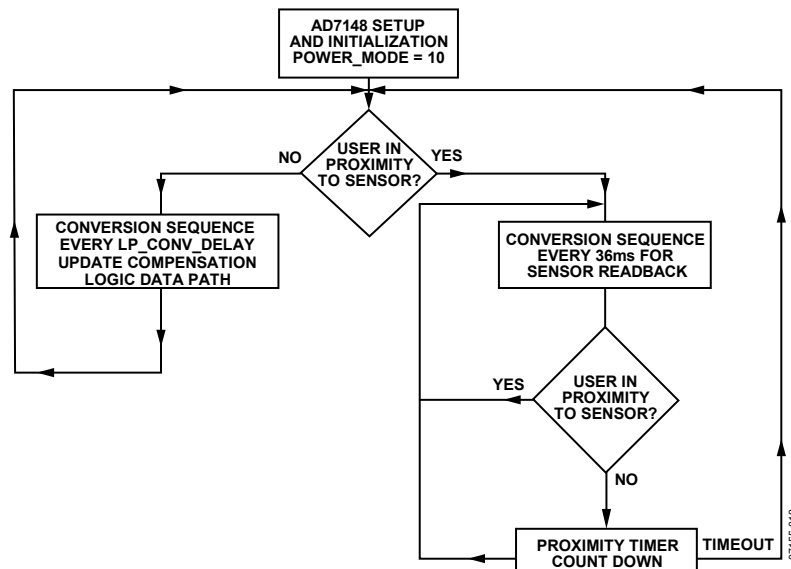 AD7148 SETUP
AND INITIALIZATION
POWER_MODE = 10
USER IN
PROXIMITY
TO SENSOR?
NO
YES
CONVERSION SEQUENCE
EVERY LP_CONV_DELAY
UPDATE COMPENSATION
LOGIC DATA PATH
CONVERSION SEQUENCE
EVERY 36ms FOR
SENSOR READBACK
YES
USER IN
PROXIMITY
TO SENSOR?
NO
PROXIMITY TIMER
COUNT DOWN
TIMEOUT